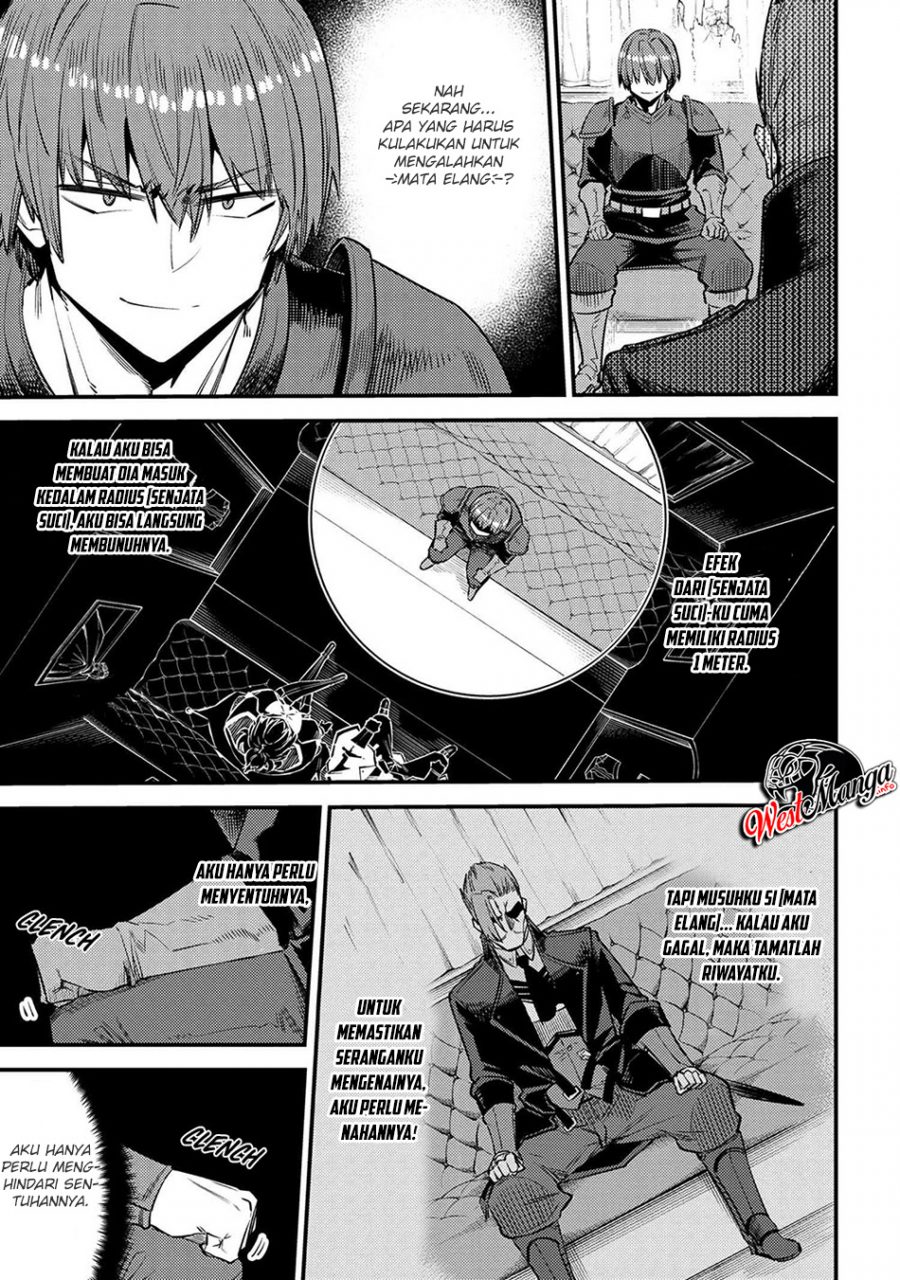 NAH
SEKARANG...
APA YANG HARUS
KULAKUKAN UNTUK
MENGALAHKAN
-:MATA ELANG:-?
EFEK
DARI [SENJATA
SUCI]-KU CUMA
MEMILIKI RADIUS
1 METER.
KALAU AKU BISA
MEMBUAT DIA MASUK
KEDALAM RADIUS [SENJATA
SUCI], AKU BISA LANGSUNG
MEMBUNUHNYA.
WestManga
.info
TAPI MUSUHKU SI [MATA
ELANG]... KALAU AKU
GAGAL, MAKA TAMATLAH
RIWAYATKU.
UNTUK
MEMASTIKAN
SERANGANKU
MENGENAINYA,
AKU PERLU ME-
NAHANNYA!
AKU HANYA PERLU
MENYENTUHNYA,
CLENCH
CLENCH
AKU HANYA
PERLU MENG-
HINDARI SEN-
TUHANNYA.